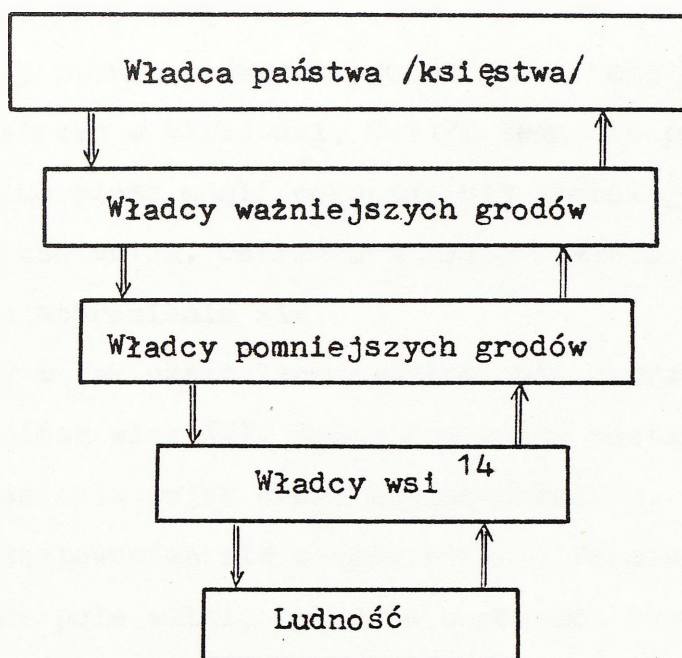 Władca państwa /księstwa/
Władcy ważniejszych grodów
Władcy pomniejszych grodów
Władcy wsi 14
Ludność